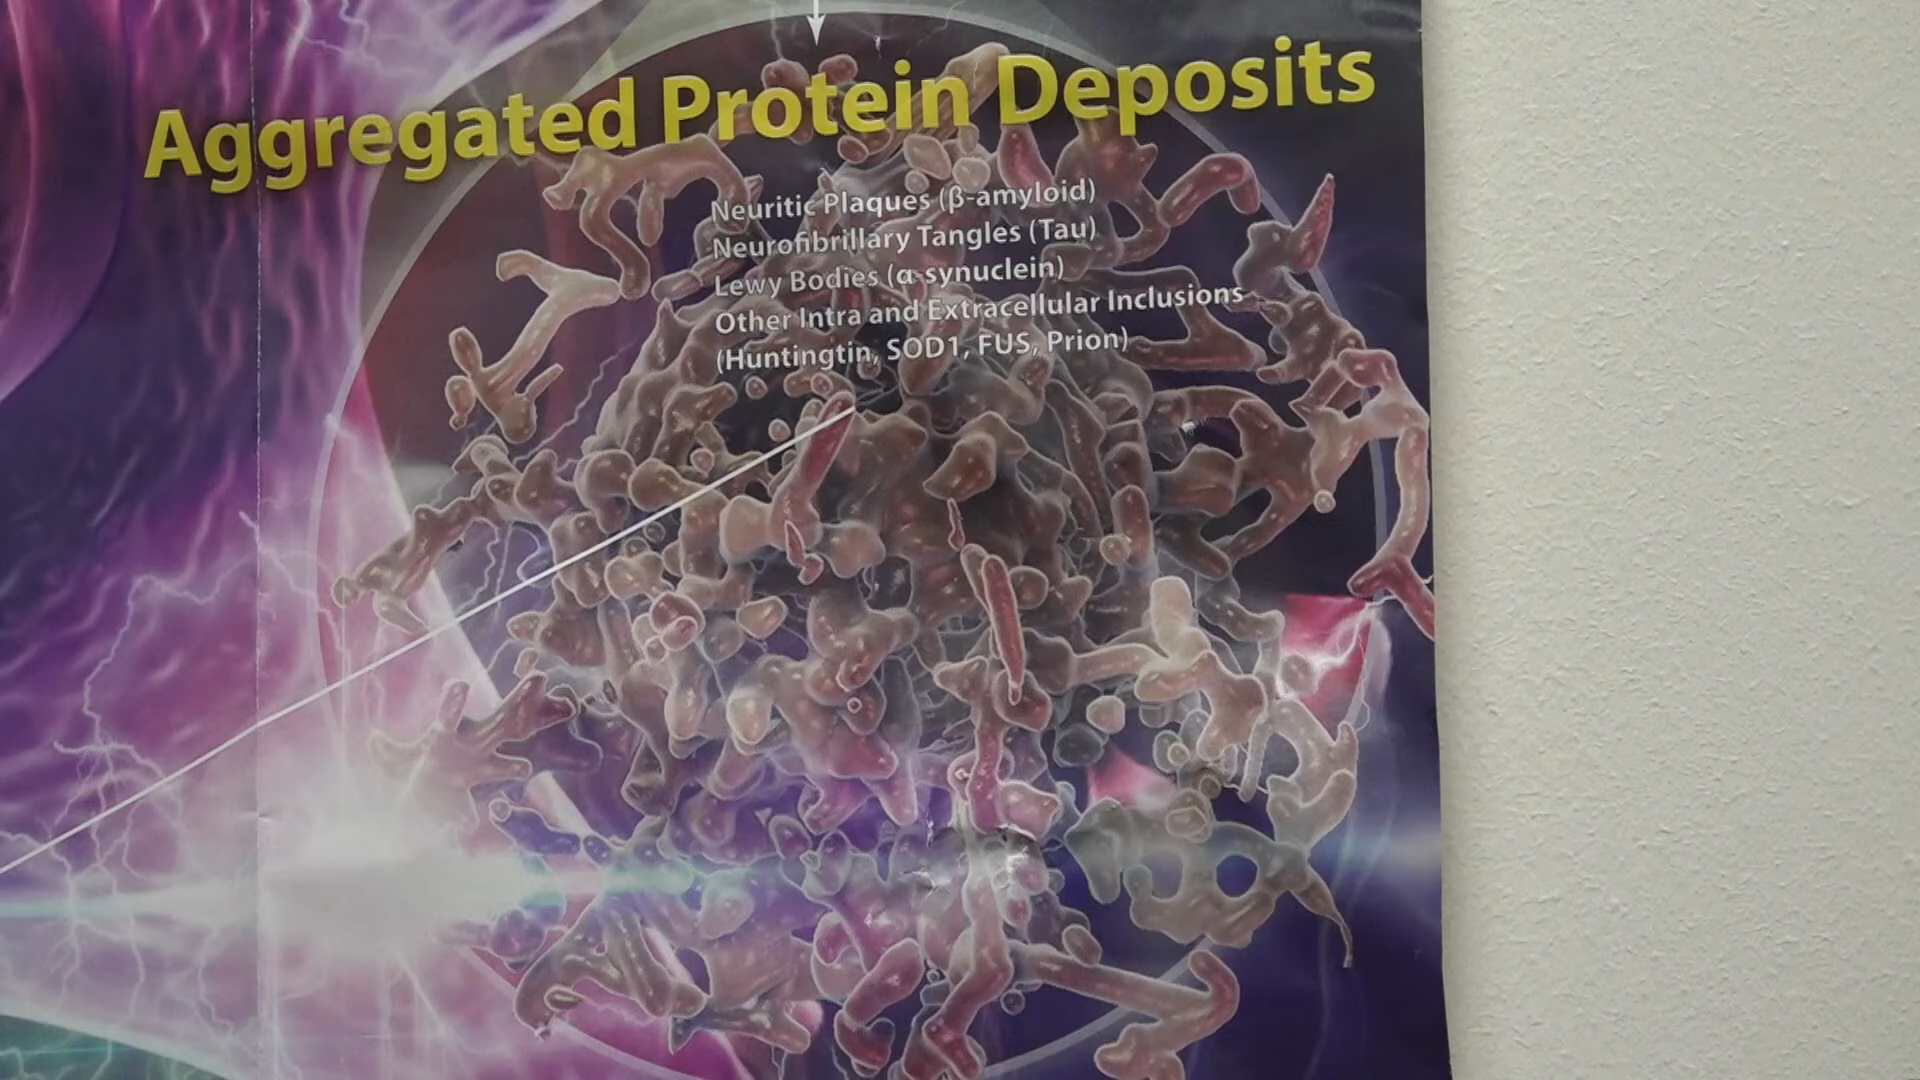 Aggregated Protein Deposits
Neuritic Plaques (β-amyloid)
Neurofibrillary Tangles (Tau)
Lewy Bodies (α-synuclein)
Other Intra and Extracellular Inclusions
(Huntingtin, SOD1, FUS, Prion)